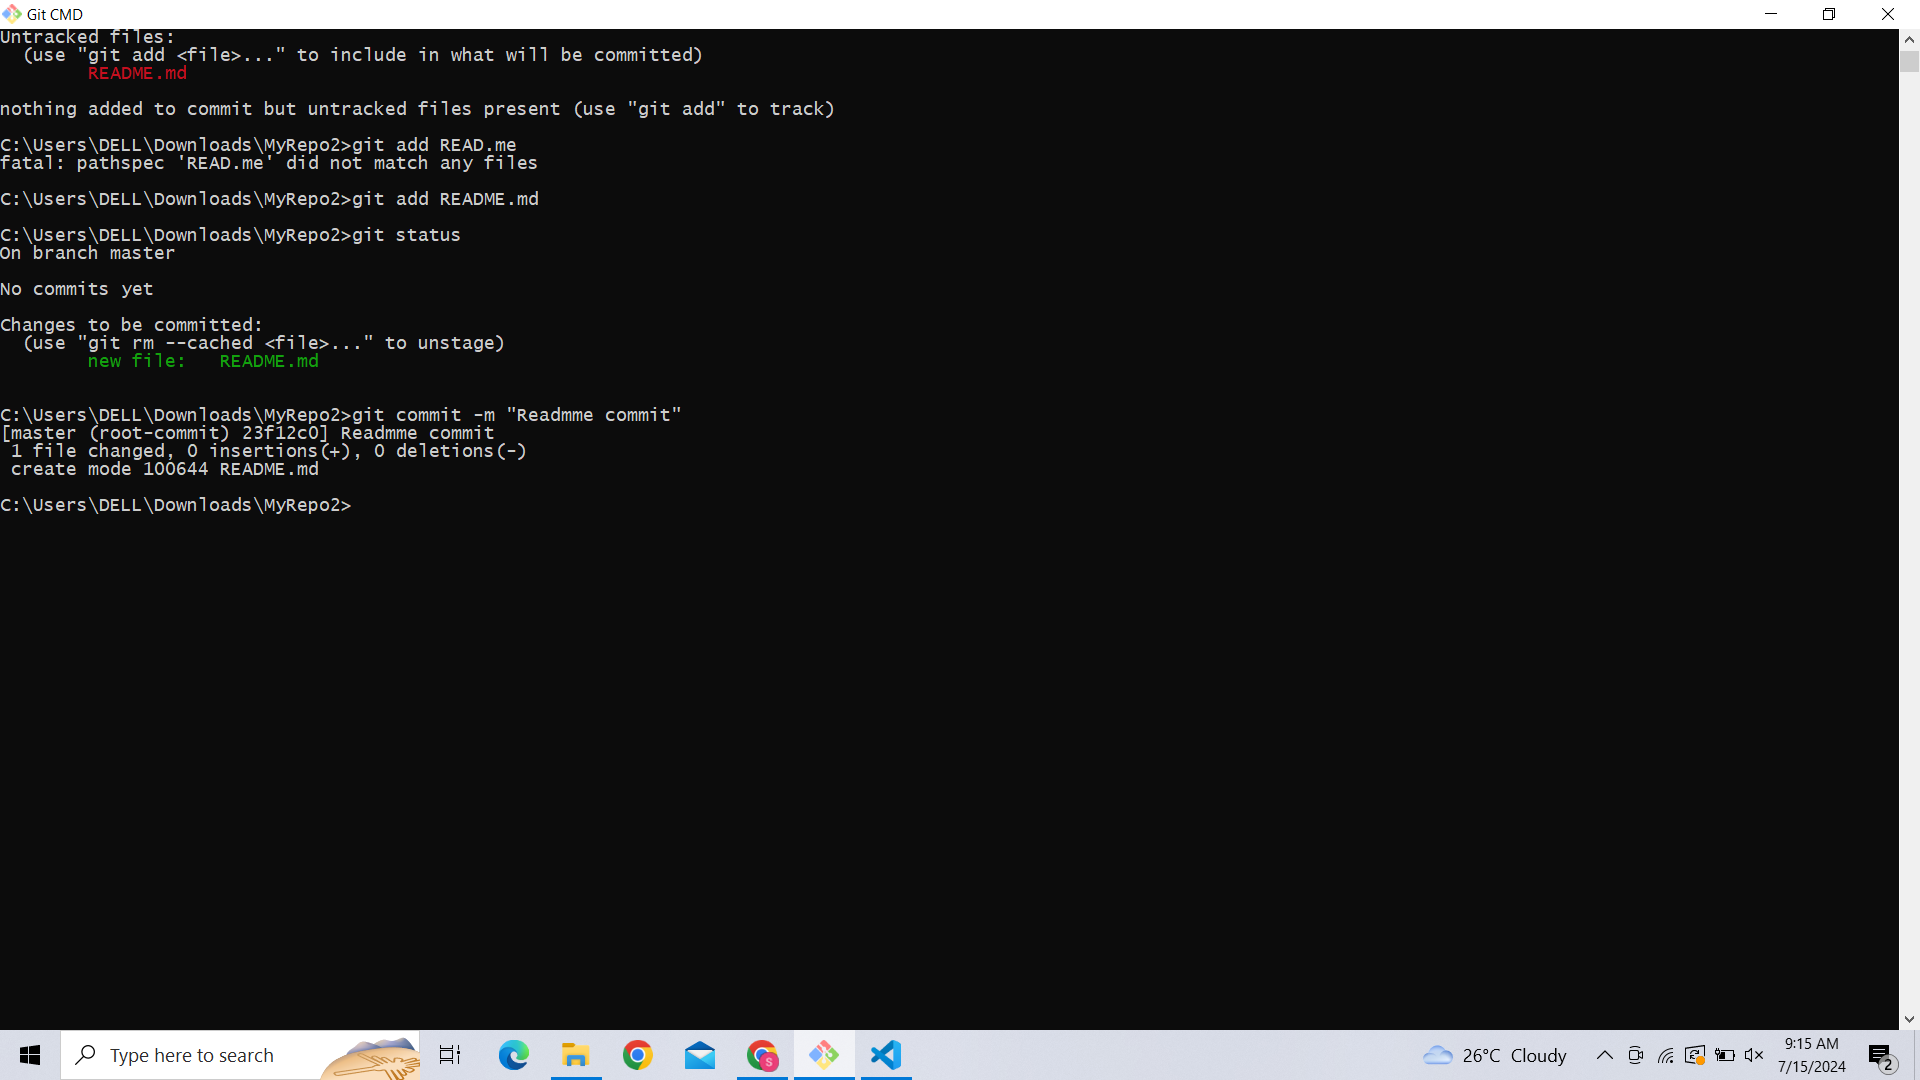 Git CMD
Untracked files:
  (use "git add <file>..." to include in what will be committed)
        README.md
nothing added to commit but untracked files present (use "git add" to track)
C:\Users\DELL\Downloads\MyRepo2>git add READ.me
fatal: pathspec 'READ.me' did not match any files
C:\Users\DELL\Downloads\MyRepo2>git add README.md
C:\Users\DELL\Downloads\MyRepo2>git status
On branch master
No commits yet
Changes to be committed:
  (use "git rm --cached <file>..." to unstage)
        new file:   README.md
C:\Users\DELL\Downloads\MyRepo2>git commit -m "Readmme commit"
[master (root-commit) 23f12c0] Readmme commit
 1 file changed, 0 insertions(+), 0 deletions(-)
 create mode 100644 README.md
C:\Users\DELL\Downloads\MyRepo2>
Type here to search
S
26°C Cloudy
9:15 AM
7/15/2024
2